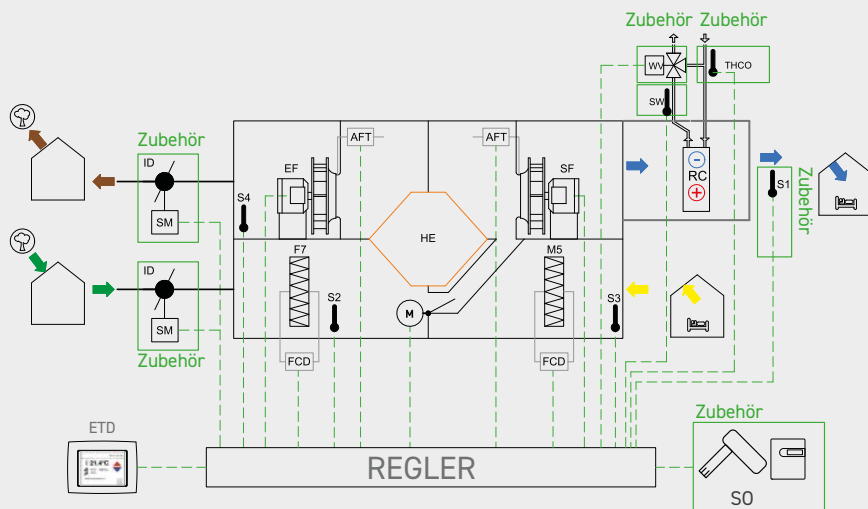 Zubehör Zubehör
WV THCO
SW
Zubehör
ID
SM
AFT AFT
EF SF
S4
HE
RC
S1
Zubehör
ID
SM
Zubehör
F7 M5
S2
M
S3
FCD FCD
ETD
21.4°C
REGLER
Zubehör
SO